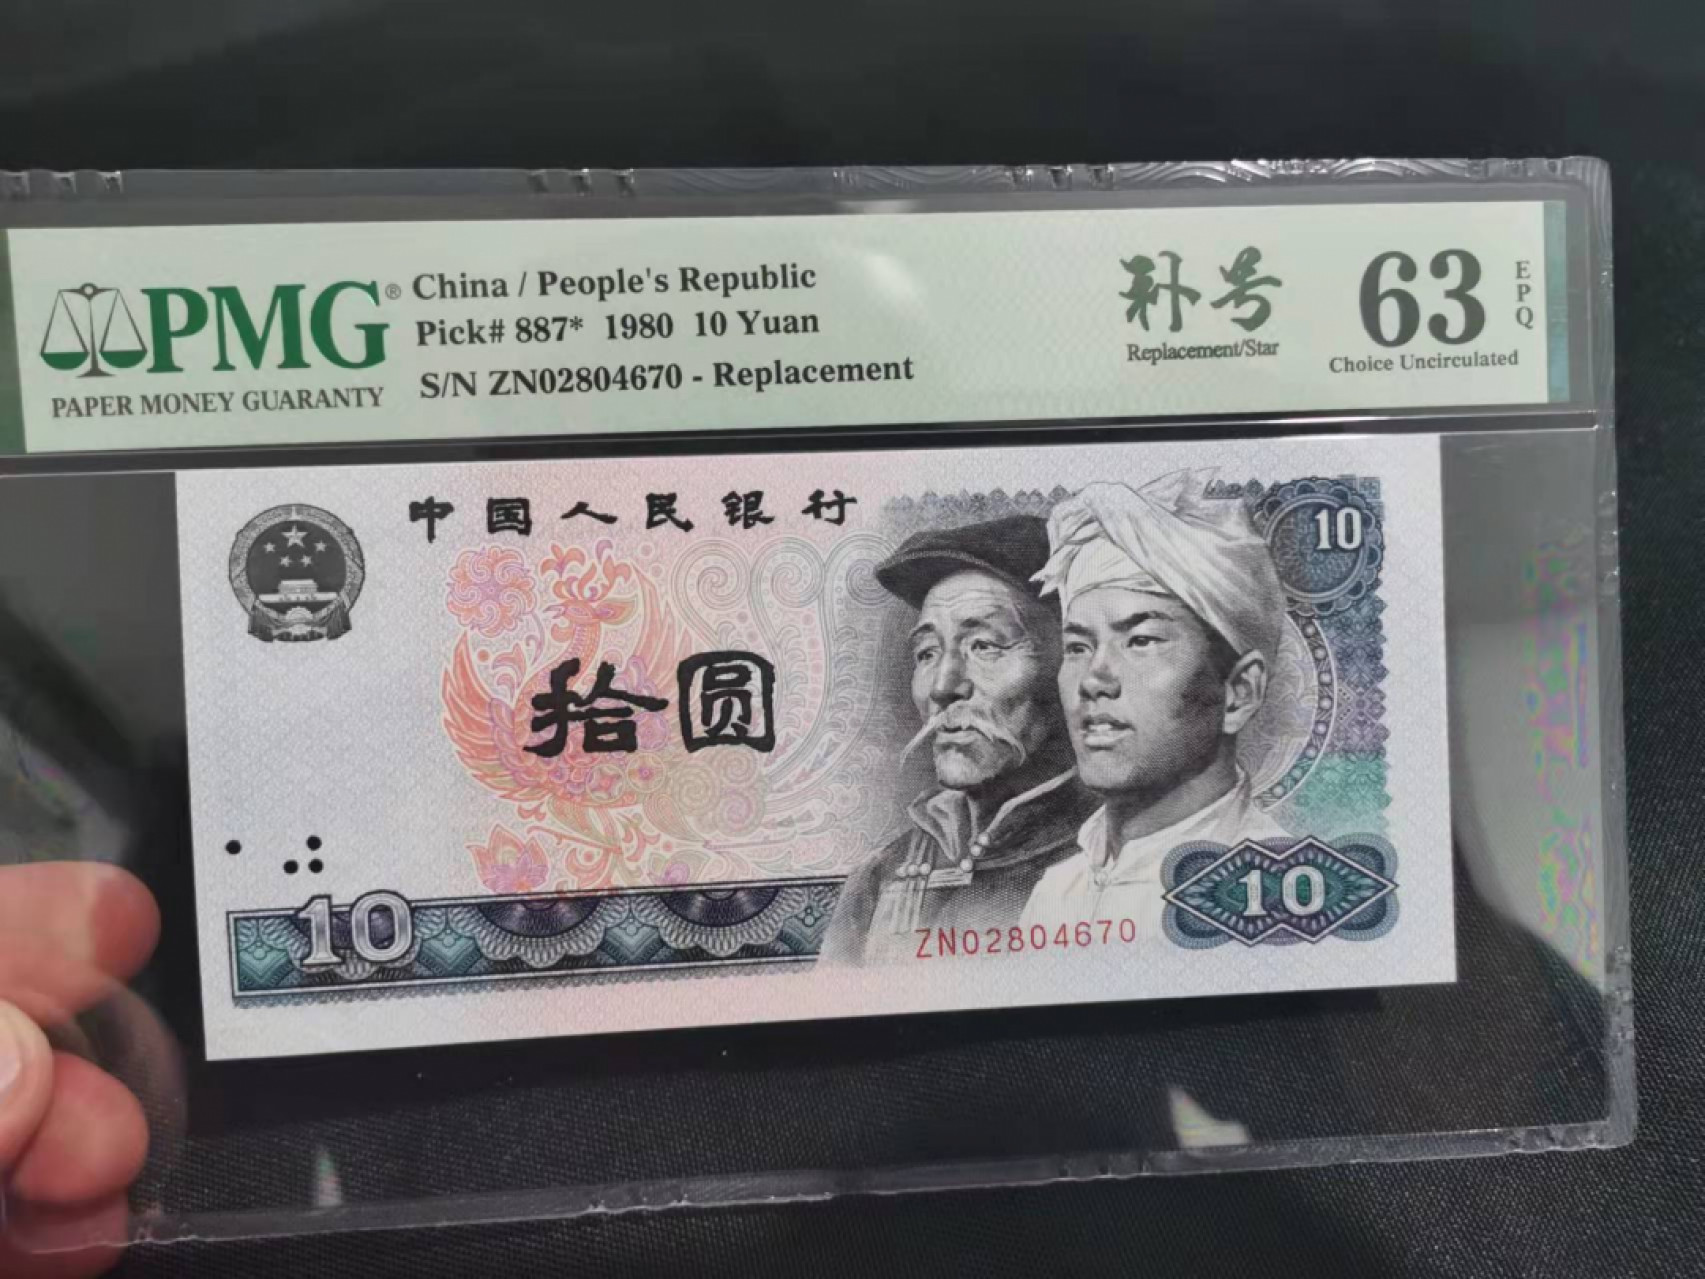 PMG®
PAPER MONEY GUARANTY
China / People's Republic
Pick# 887* 1980 10 Yuan
S/N ZN02804670 - Replacement
补号
Replacement/Star
63
EPQ
Choice Uncirculated
中国人民银行
10
拾圆
10
ZN02804670
10